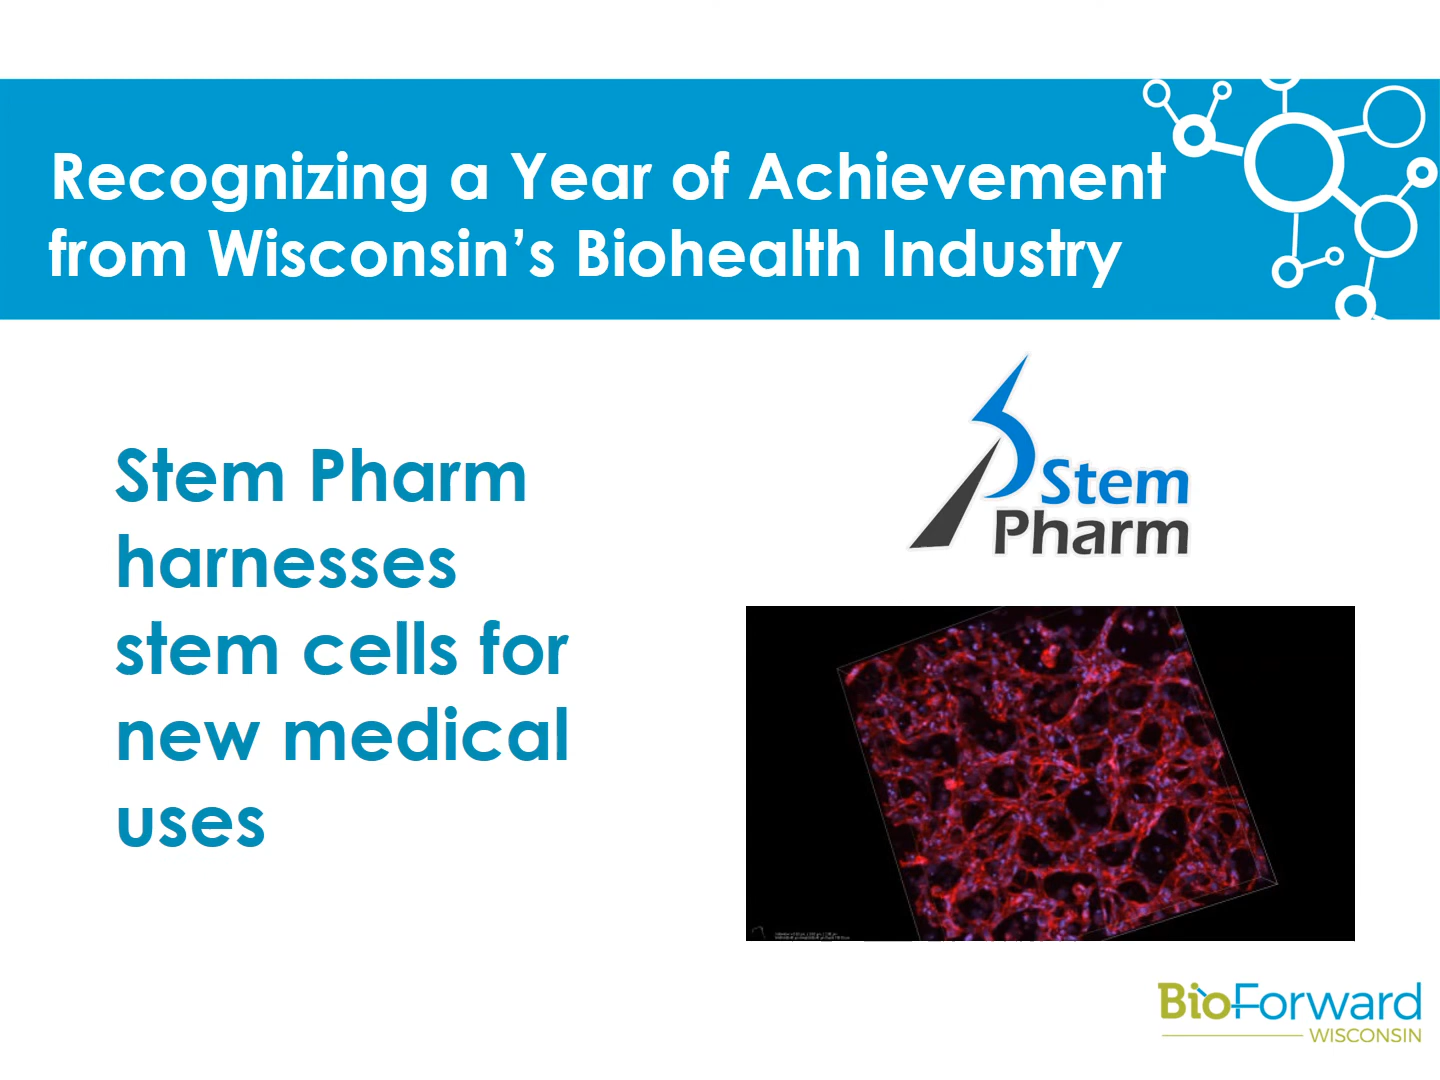 Recognizing a Year of Achievement
from Wisconsin’s Biohealth Industry
Stem Pharm
harnesses
stem cells for
new medical
uses
Stem
Pharm
BioForward
WISCONSIN